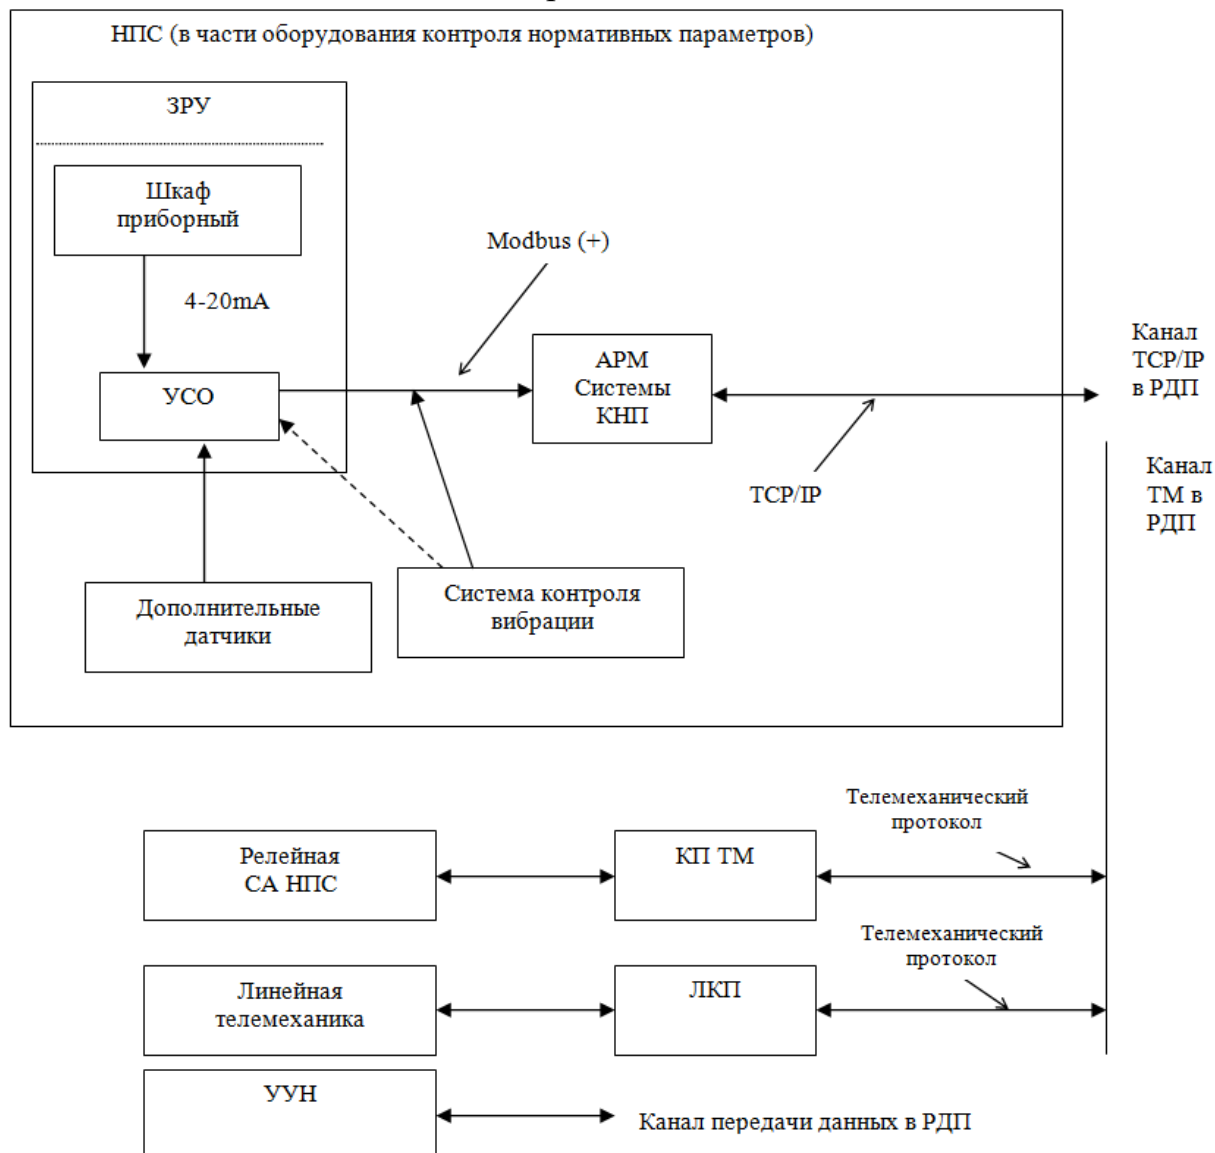 НПС (в части оборудования контроля нормативных параметров)
ЗРУ
Шкаф
приборный
4-20mA
УСО
Modbus (+)
АРМ
Системы
КНП
TCP/IP
Канал
TCP/IP
в РДП
Канал
ТМ в
РДП
Дополнительные
датчики
Система контроля
вибрации
Телемеханический
протокол
Релейная
СА НПС
КП ТМ
Телемеханический
протокол
Линейная
телемеханика
ЛКП
УУН
Канал передачи данных в РДП